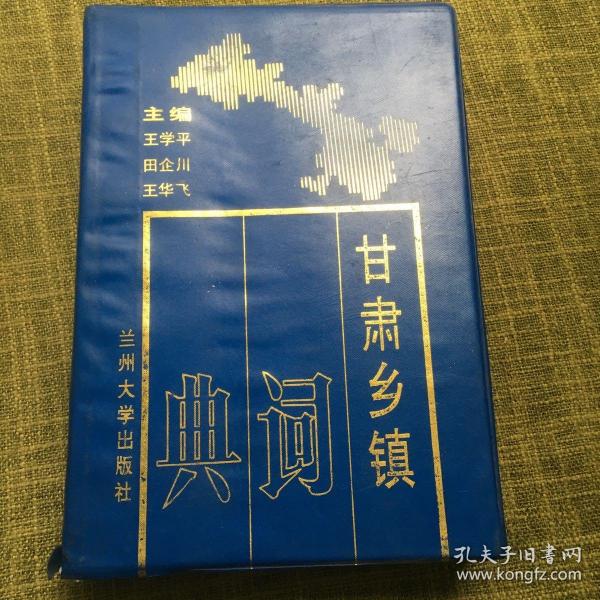 主编
王学平
田企川
王华飞
甘肃乡镇
词典
兰州大学出版社
孔夫子旧书网
www.kongfz.com